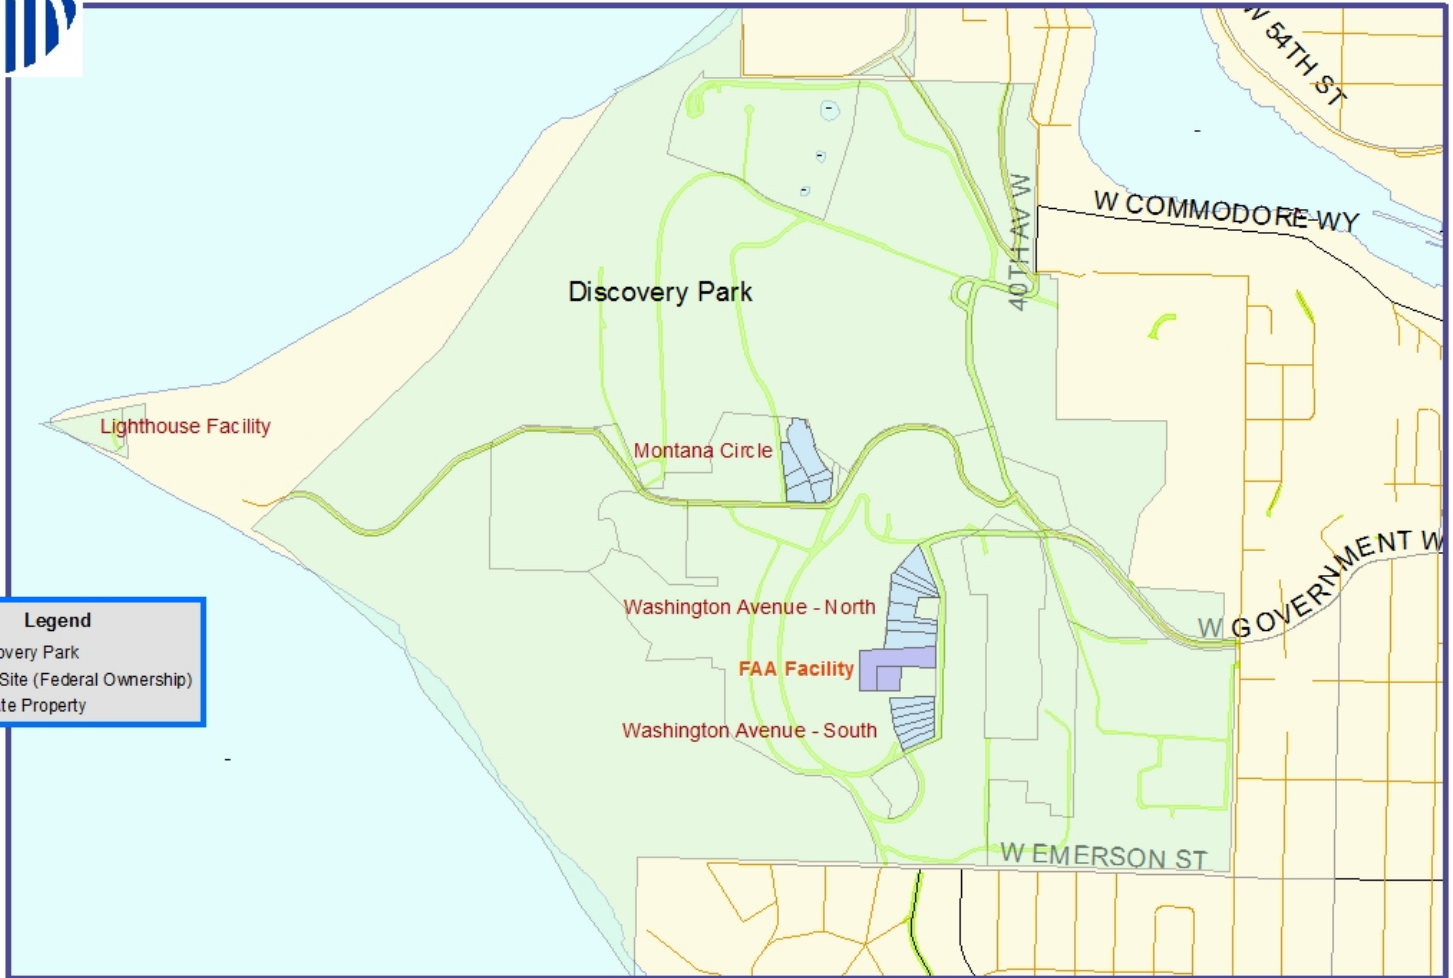 W 54TH ST
W COMMODORE WY
40TH AV W
Discovery Park
Lighthouse Facility
Montana Circle
W GOVERNMENT W
Washington Avenue - North
Legend
overy Park
Site (Federal Ownership)
te Property
FAA Facility
Washington Avenue - South
W EMERSON ST